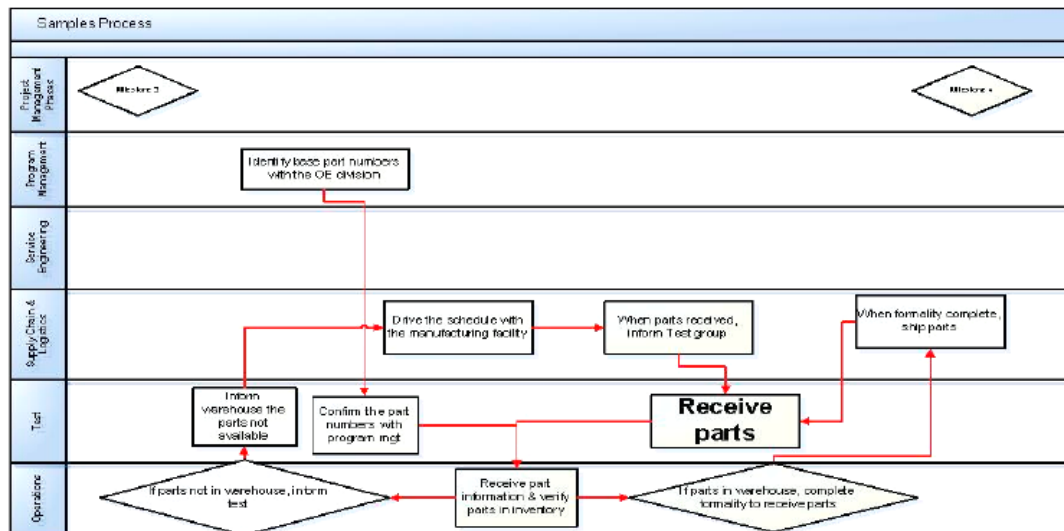 Samples Process
Project
Management
Phases
Milestone 3
Milestone 4
Program
Management
Identify base part numbers
with the OE division
Service
Engineering
Supply Chain &
Logistics
Drive the schedule with
the manufacturing facility
When parts received,
inform Test group
When formality complete,
ship parts
Test
Inform
warehouse the
parts not
available
Confirm the part
numbers with
program mgt
Receive
parts
Operations
If parts not in warehouse, inform
test
Receive part
information & verify
parts in inventory
If parts in warehouse, complete
formality to receive parts